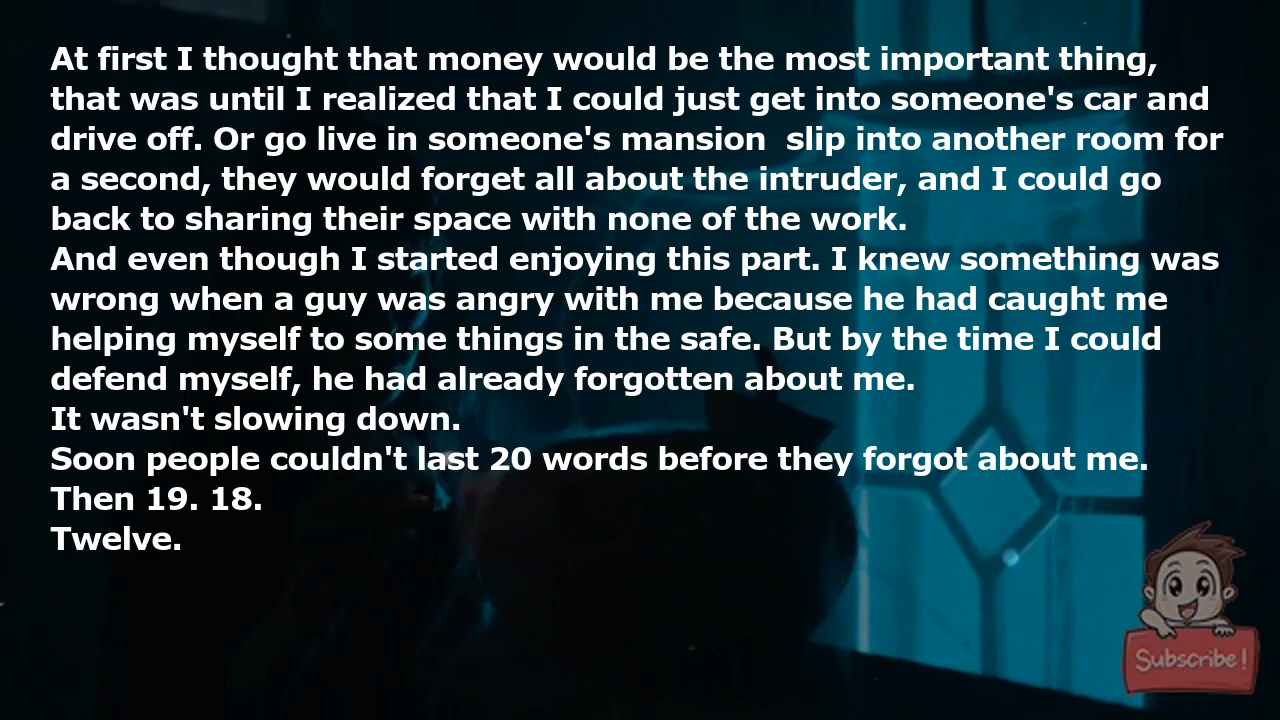 At first I thought that money would be the most important thing,
that was until I realized that I could just get into someone's car and
drive off. Or go live in someone's mansion  slip into another room for
a second, they would forget all about the intruder, and I could go
back to sharing their space with none of the work.
And even though I started enjoying this part. I knew something was
wrong when a guy was angry with me because he had caught me
helping myself to some things in the safe. But by the time I could
defend myself, he had already forgotten about me.
It wasn't slowing down.
Soon people couldn't last 20 words before they forgot about me.
Then 19. 18.
Twelve.
Subscribe!